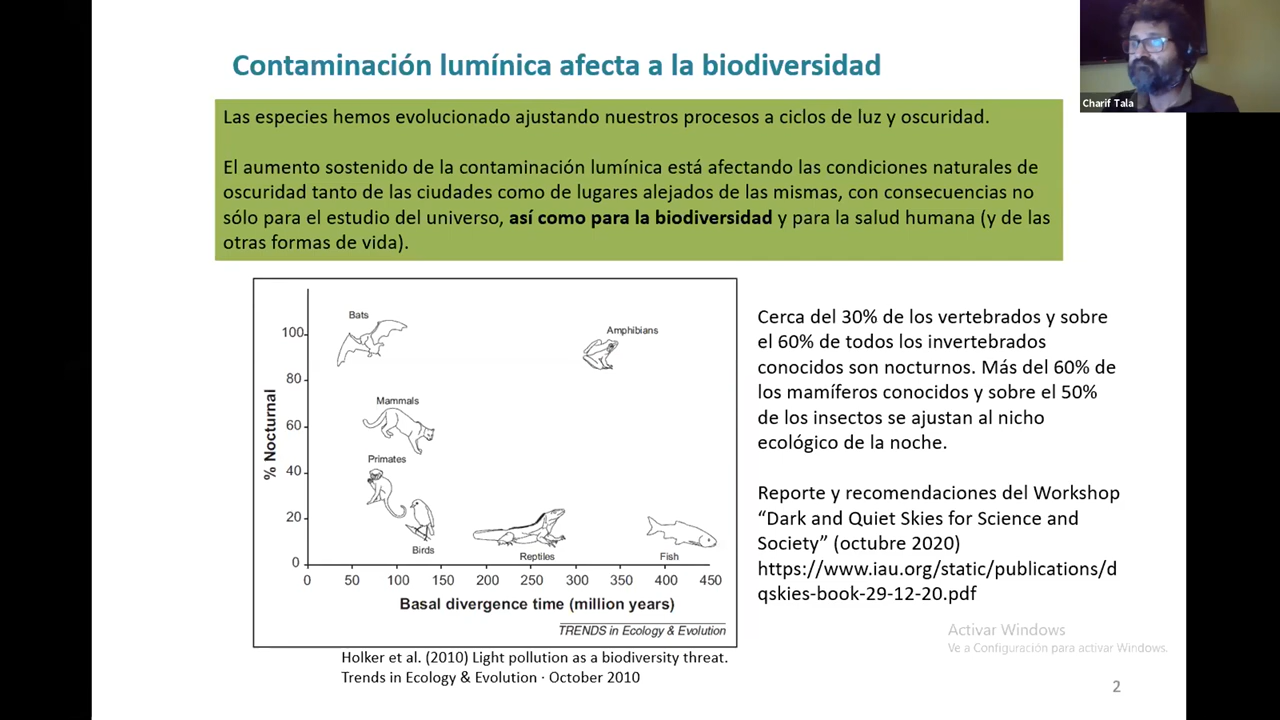 Contaminación lumínica afecta a la biodiversidad
Charif Tala
Las especies hemos evolucionado ajustando nuestros procesos a ciclos de luz y oscuridad.
El aumento sostenido de la contaminación lumínica está afectando las condiciones naturales de
oscuridad tanto de las ciudades como de lugares alejados de las mismas, con consecuencias no
sólo para el estudio del universo, así como para la biodiversidad y para la salud humana (y de las
otras formas de vida).
% Nocturnal
100
80
60
40
20
0
Bats
Amphibians
Mammals
Primates
Birds
Reptiles
Fish
0 50 100 150 200 250 300 350 400 450
Basal divergence time (million years)
TRENDS in Ecology & Evolution
Holker et al. (2010) Light pollution as a biodiversity threat.
Trends in Ecology & Evolution · October 2010
Cerca del 30% de los vertebrados y sobre
el 60% de todos los invertebrados
conocidos son nocturnos. Más del 60% de
los mamíferos conocidos y sobre el 50%
de los insectos se ajustan al nicho
ecológico de la noche.
Reporte y recomendaciones del Workshop
“Dark and Quiet Skies for Science and
Society” (octubre 2020)
https://www.iau.org/static/publications/d
qskies-book-29-12-20.pdf
Activar Windows
Ve a Configuración para activar Windows.
2